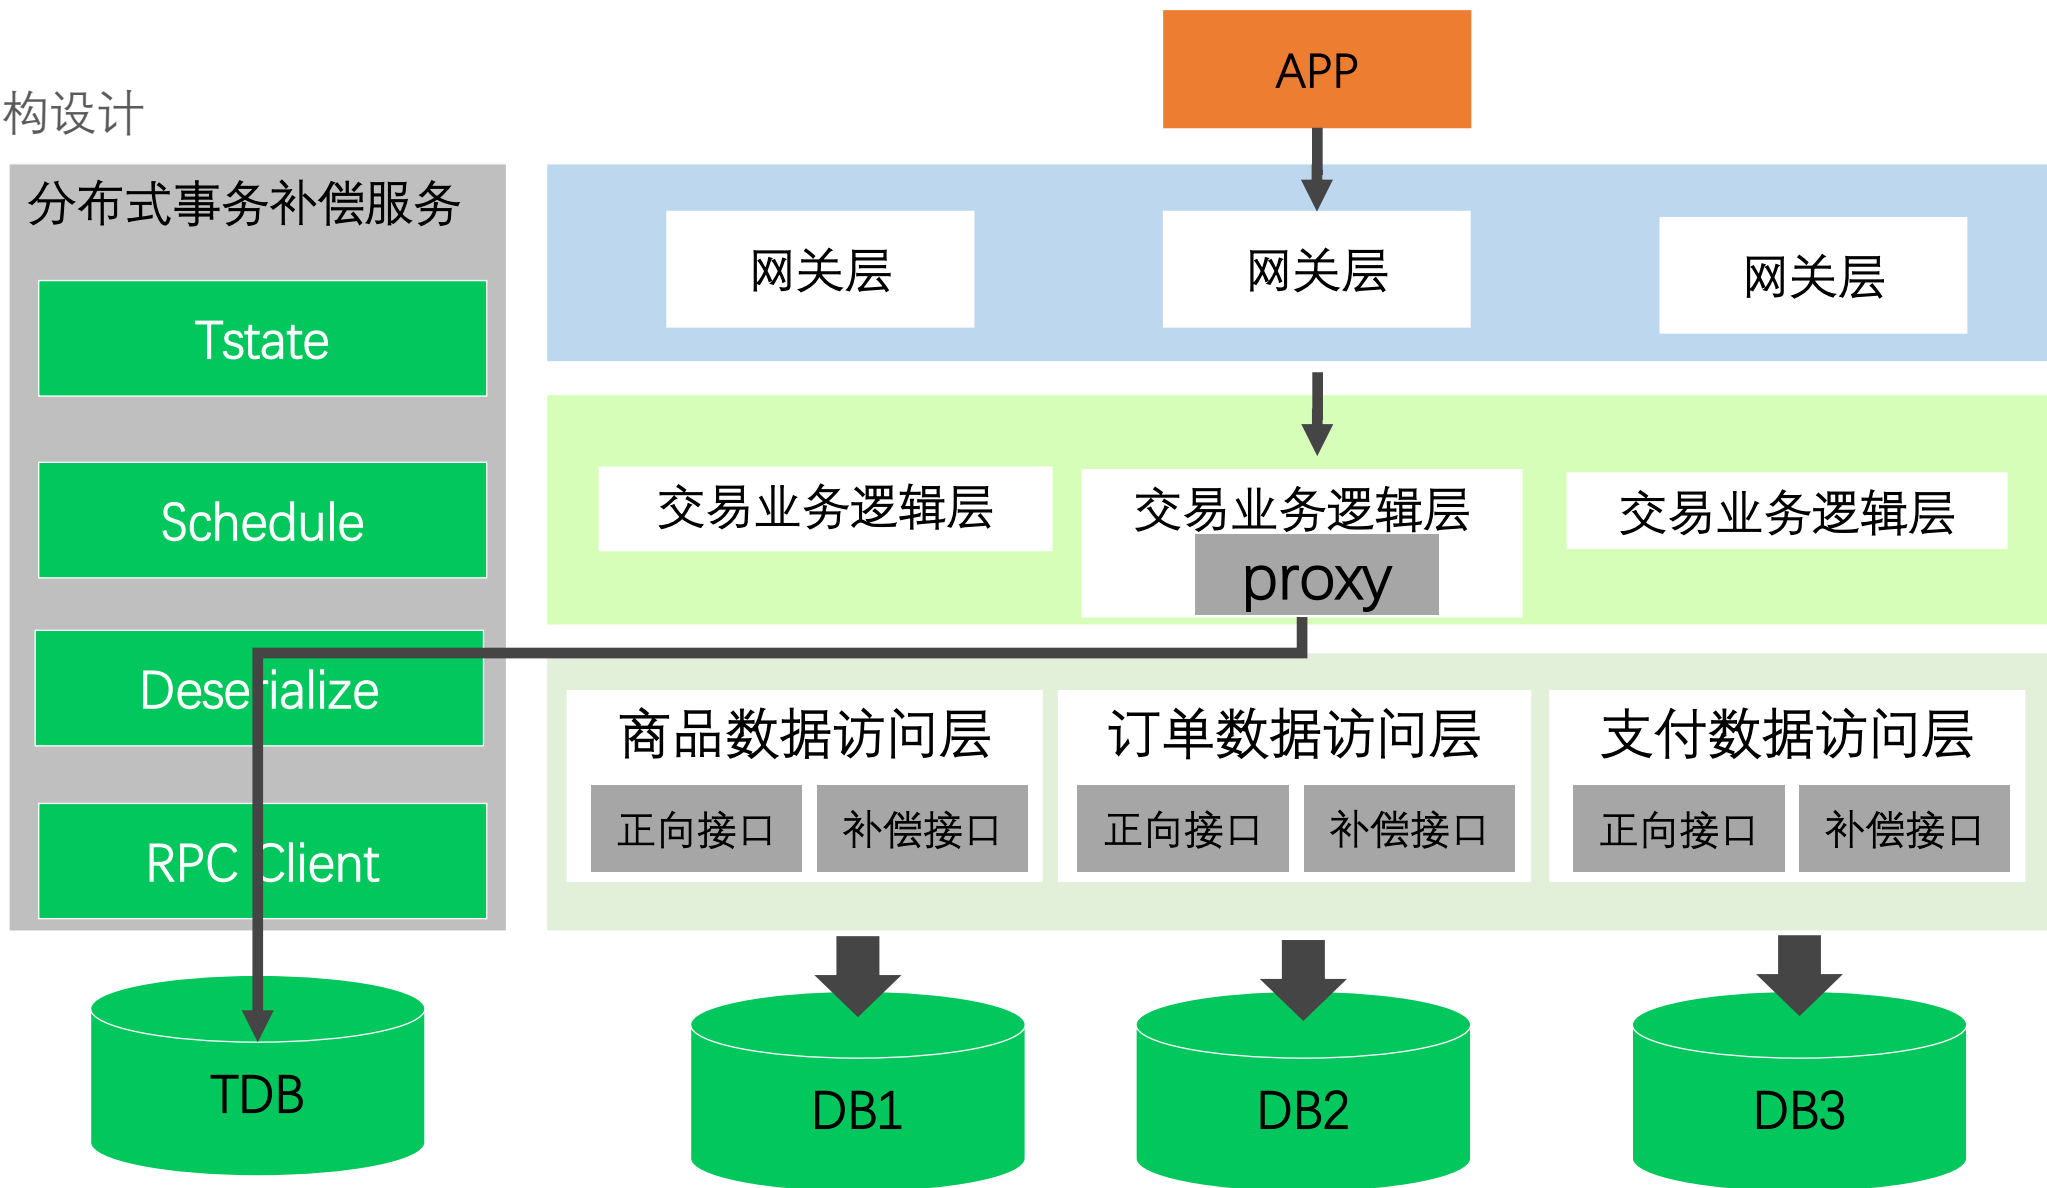 APP
构设计
分布式事务补偿服务
Tstate
Schedule
Deserialize
RPC Client
TDB
网关层
网关层
网关层
交易业务逻辑层
交易业务逻辑层
proxy
交易业务逻辑层
商品数据访问层
正向接口
补偿接口
订单数据访问层
正向接口
补偿接口
支付数据访问层
正向接口
补偿接口
DB1
DB2
DB3